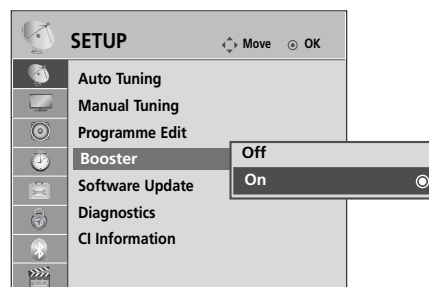 SETUP
Move OK
Auto Tuning
Manual Tuning
Programme Edit
Booster
Off
On
Software Update
Diagnostics
CI Information